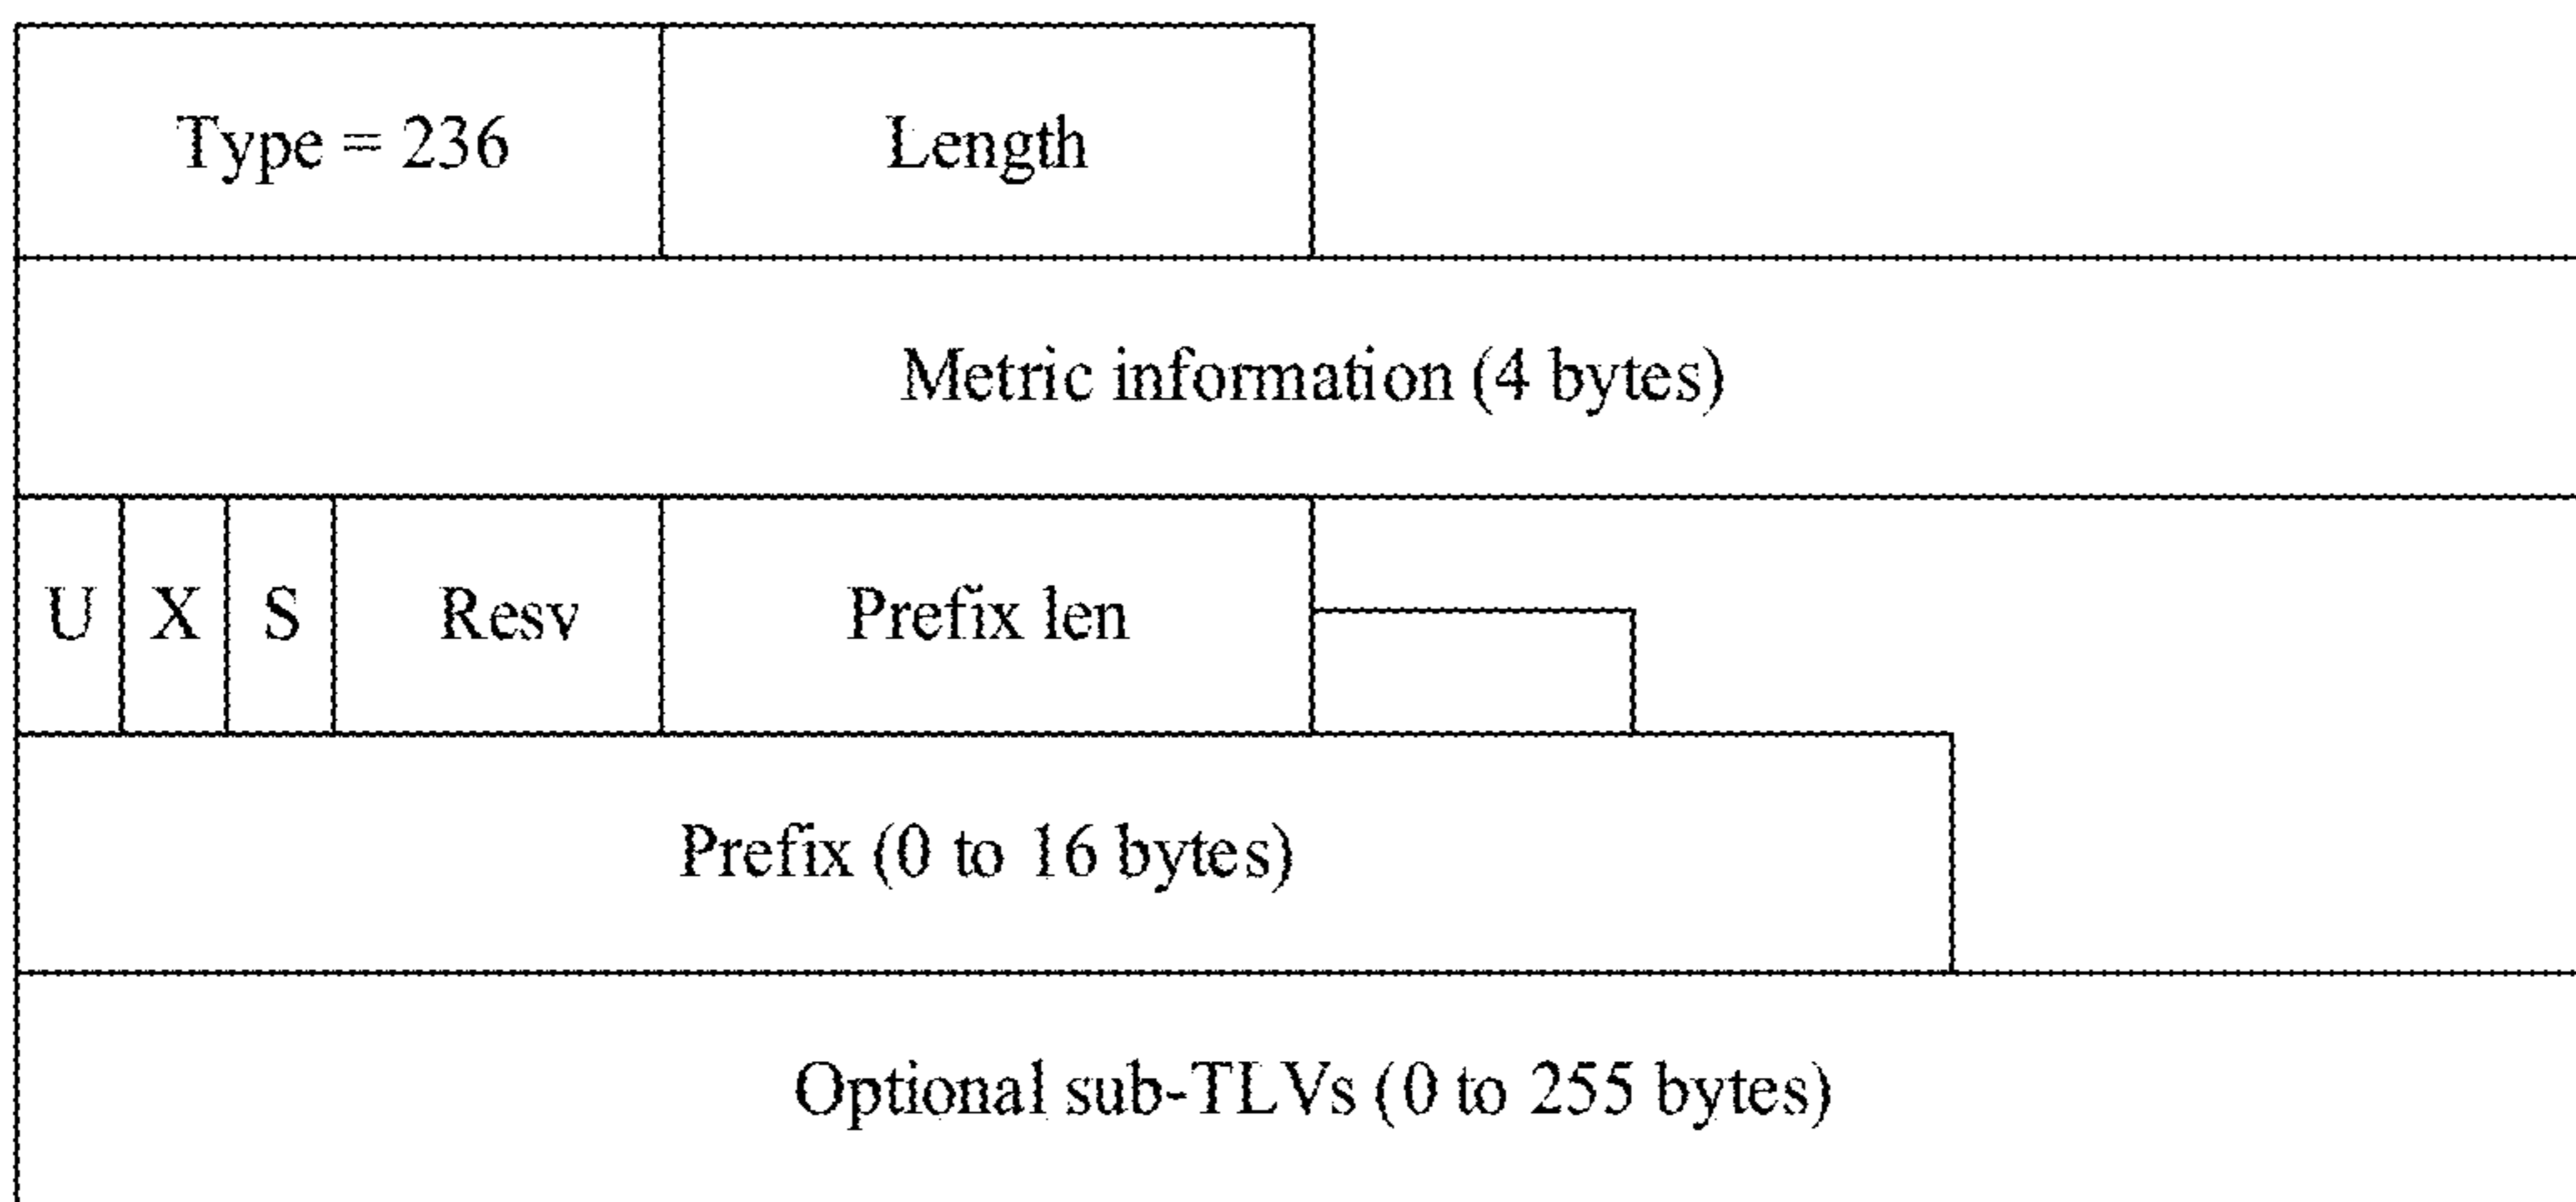 Type = 236 Length
Metric information (4 bytes)
U X S Resv Prefix len
Prefix (0 to 16 bytes)
Optional sub-TLVs (0 to 255 bytes)